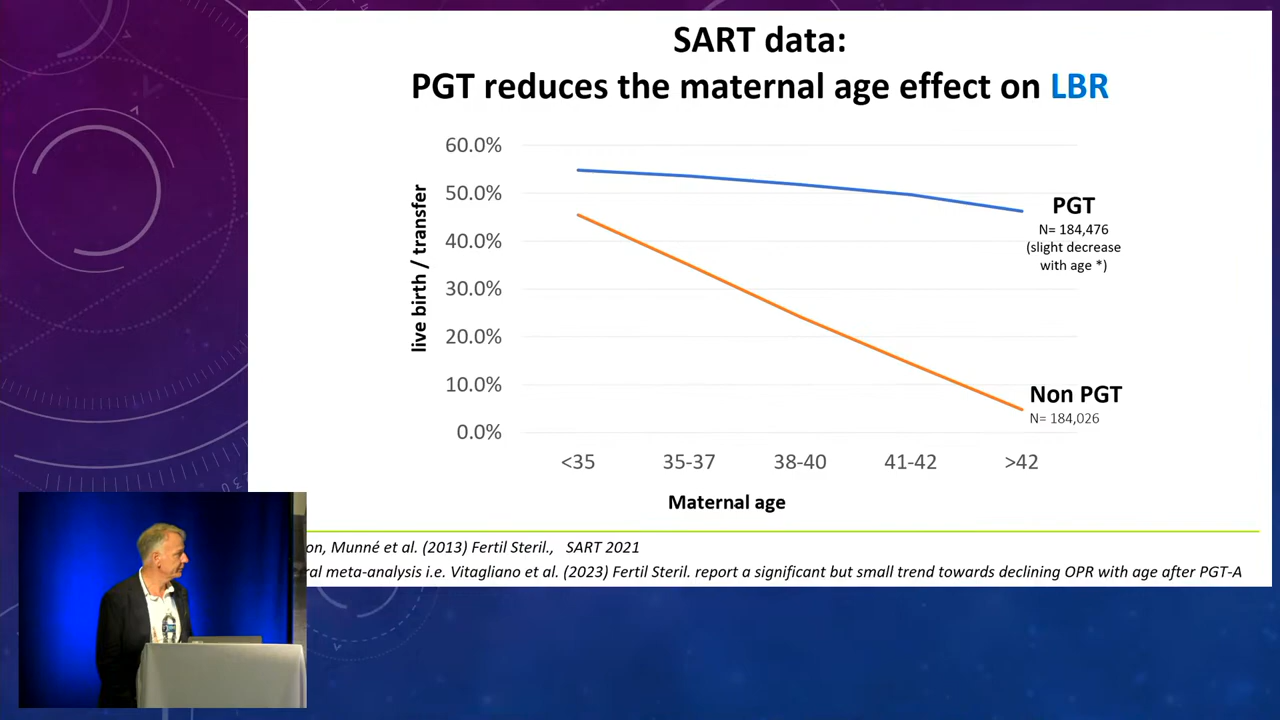 SART data:
PGT reduces the maternal age effect on LBR
60.0%
50.0%
40.0%
30.0%
20.0%
10.0%
0.0%
live birth / transfer
PGT
N= 184,476
(slight decrease
with age *)
Non PGT
N= 184,026
<35
35-37
38-40
41-42
>42
Maternal age
Munné et al. (2013) Fertil Steril., SART 2021
meta-analysis i.e. Vitagliano et al. (2023) Fertil Steril. report a significant but small trend towards declining OPR with age after PGT-A